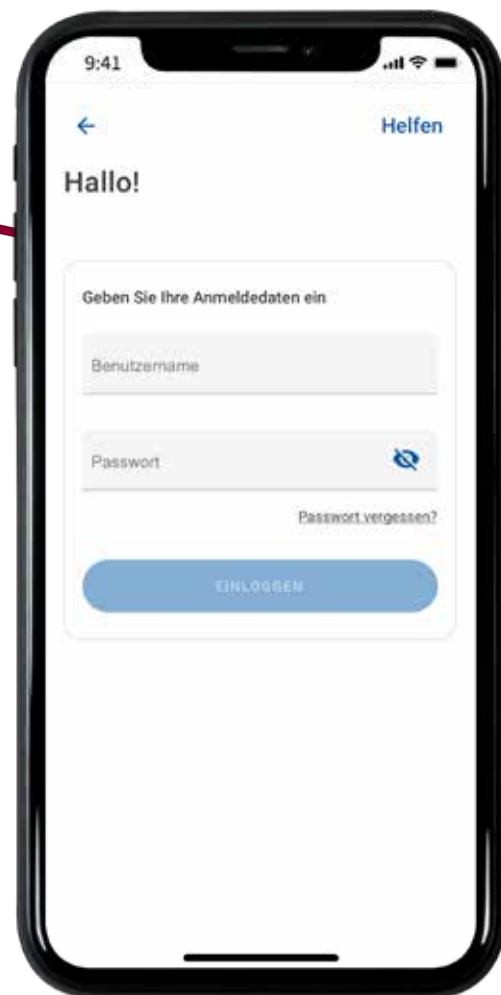 9:41
Helfen
Hallo!
Geben Sie Ihre Anmeldedaten ein
Benutzername
Passwort
Passwort vergessen?
EINLOGGEN